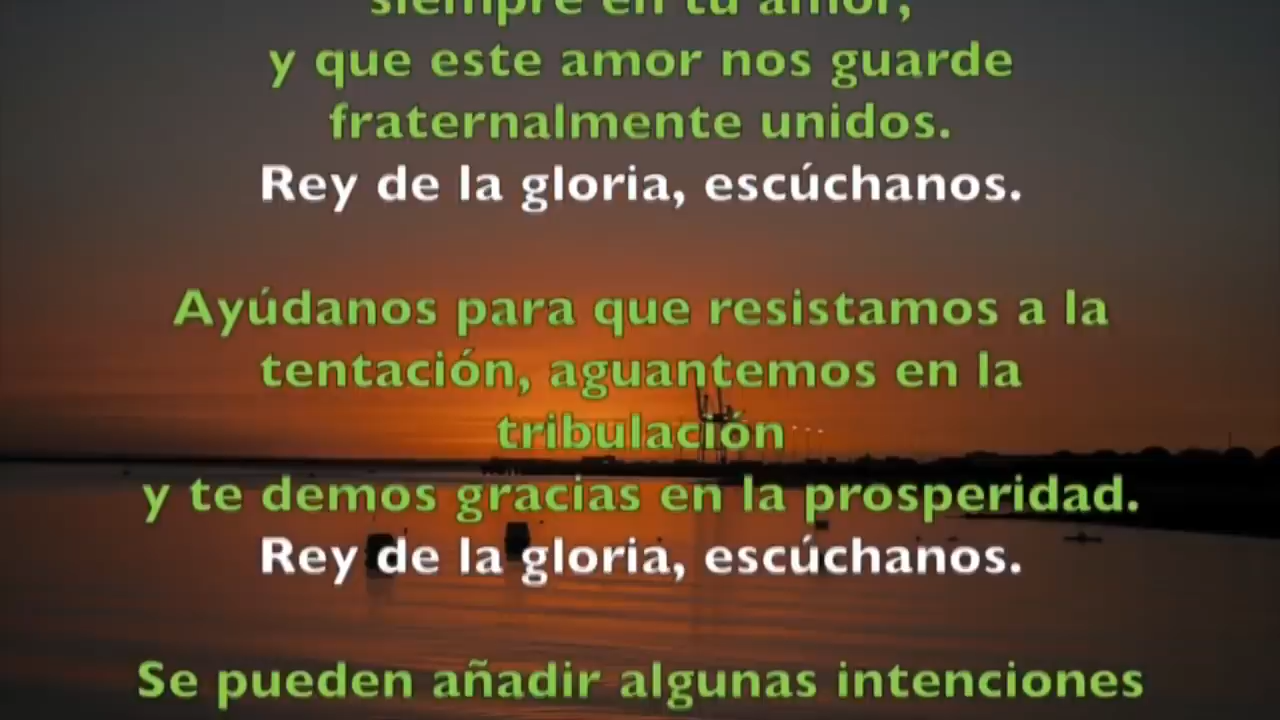 siempre en tu amor,
y que este amor nos guarde
fraternalmente unidos.
Rey de la gloria, escúchanos.
Ayúdanos para que resistamos a la
tentación, aguantemos en la
tribulación
y te demos gracias en la prosperidad.
Rey de la gloria, escúchanos.
Se pueden añadir algunas intenciones